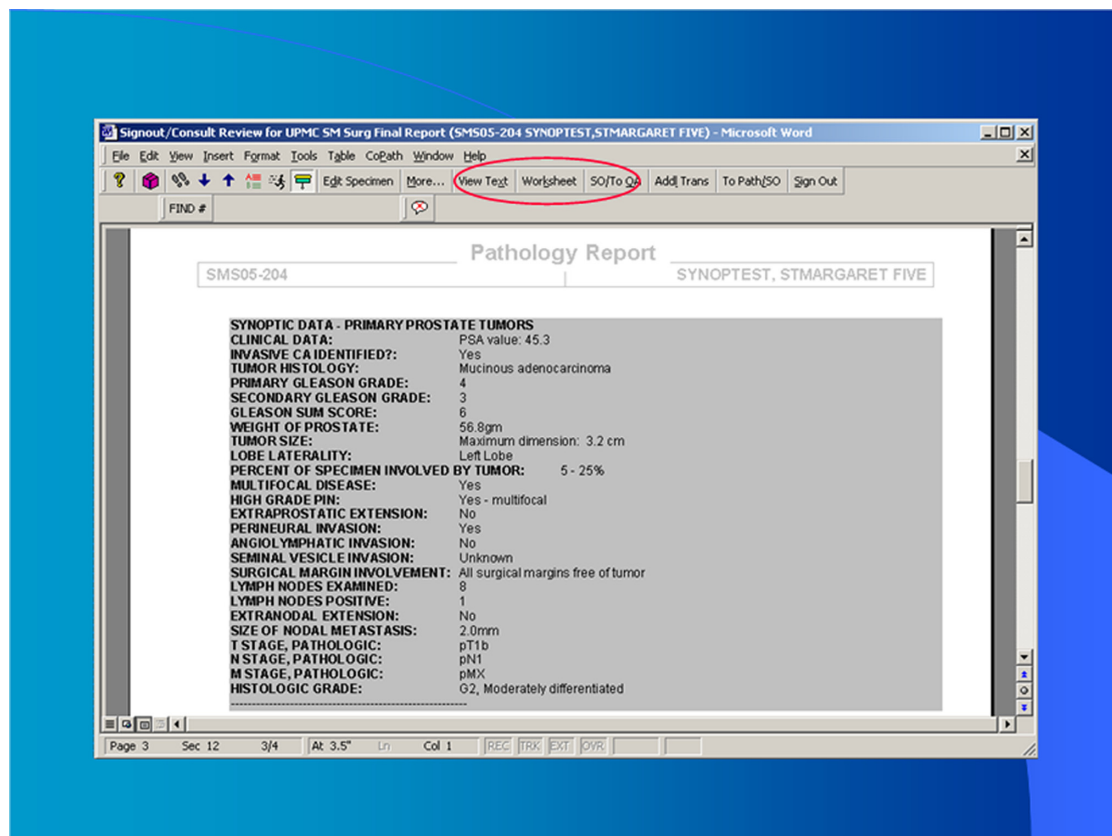 Signout/Consult Review for UPMC SM Surg Final Report (SMS05-204 SYNOPTEST,STMARGARET FIVE) - Microsoft Word
File Edit View Insert Format Tools Table CoPath Window Help
Edit Specimen More... View Text Worksheet SO/To QA Add Trans To Path/SO Sign Out
FIND #
Pathology Report
SMS05-204 SYNOPTEST, STMARGARET FIVE
SYNOPTIC DATA - PRIMARY PROSTATE TUMORS
CLINICAL DATA: PSA value: 45.3
INVASIVE CA IDENTIFIED?: Yes
TUMOR HISTOLOGY: Mucinous adenocarcinoma
PRIMARY GLEASON GRADE: 4
SECONDARY GLEASON GRADE: 3
GLEASON SUM SCORE: 6
WEIGHT OF PROSTATE: 56.8gm
TUMOR SIZE: Maximum dimension: 3.2 cm
LOBE LATERALITY: Left Lobe
PERCENT OF SPECIMEN INVOLVED BY TUMOR: 5 - 25%
MULTIFOCAL DISEASE: Yes
HIGH GRADE PIN: Yes - multifocal
EXTRAPROSTATIC EXTENSION: No
PERINEURAL INVASION: Yes
ANGIOLYMPHATIC INVASION: No
SEMINAL VESICLE INVASION: Unknown
SURGICAL MARGIN INVOLVEMENT: All surgical margins free of tumor
LYMPH NODES EXAMINED: 8
LYMPH NODES POSITIVE: 1
EXTRANODAL EXTENSION: No
SIZE OF NODAL METASTASIS: 2.0mm
T STAGE, PATHOLOGIC: pT1b
N STAGE, PATHOLOGIC: pN1
M STAGE, PATHOLOGIC: pMX
HISTOLOGIC GRADE: G2, Moderately differentiated
Page 3 Sec 12 3/4 At 3.5" Ln Col 1 REC TRK EXT OVR